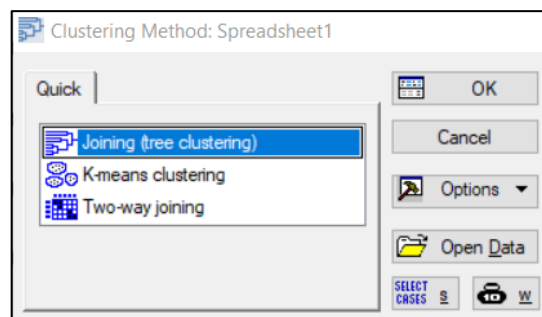 Clustering Method: Spreadsheet1
Quick
Joining (tree clustering)
K-means clustering
Two-way joining
OK
Cancel
Options
Open Data
SELECT
CASES S
W